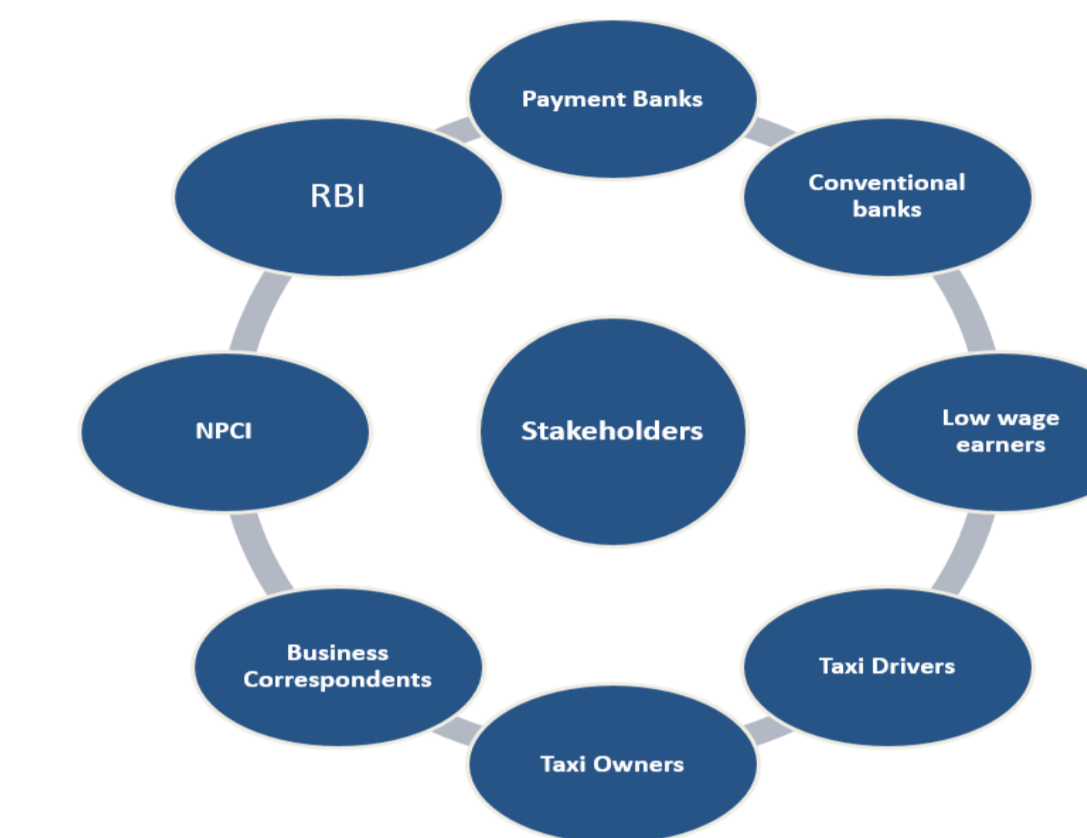 Payment Banks
Conventional
banks
RBI
Stakeholders
NPCI
Low wage
earners
Business
Correspondents
Taxi Drivers
Taxi Owners